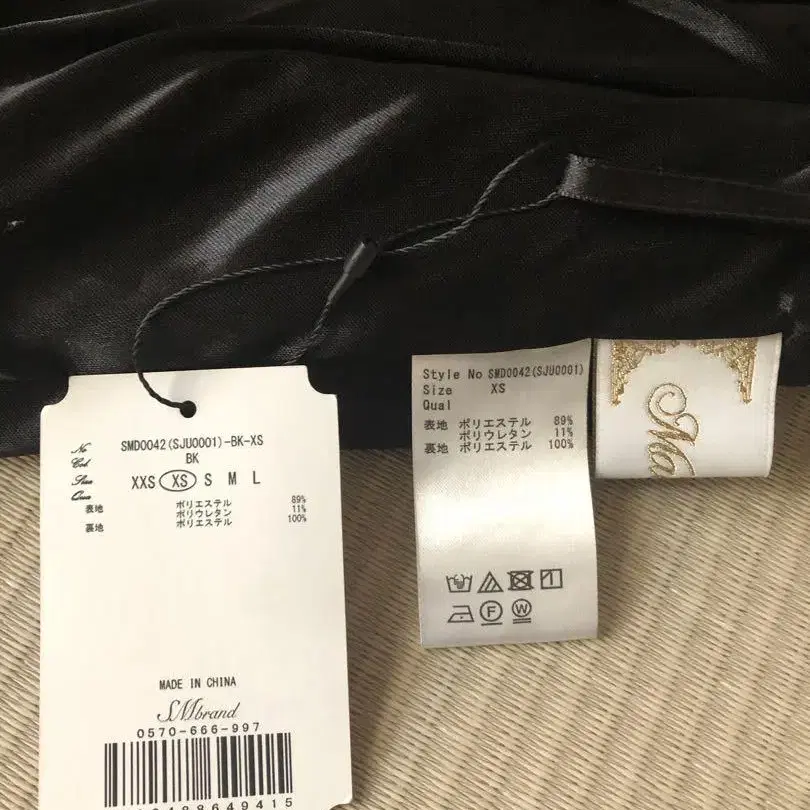 No SMD0042(SJU0001)-BK-XS
Col BK
Size XXS XS S M L
Qua
表地 ポリエステル 89%
ポリウレタン 11%
裏地 ポリエステル 100%
MADE IN CHINA
SMbrand
0570-666-997
88649415
Style No SMD0042(SJU0001)
Size XS
Qual
表地 ポリエステル 89%
ポリウレタン 11%
裏地 ポリエステル 100%
F
W